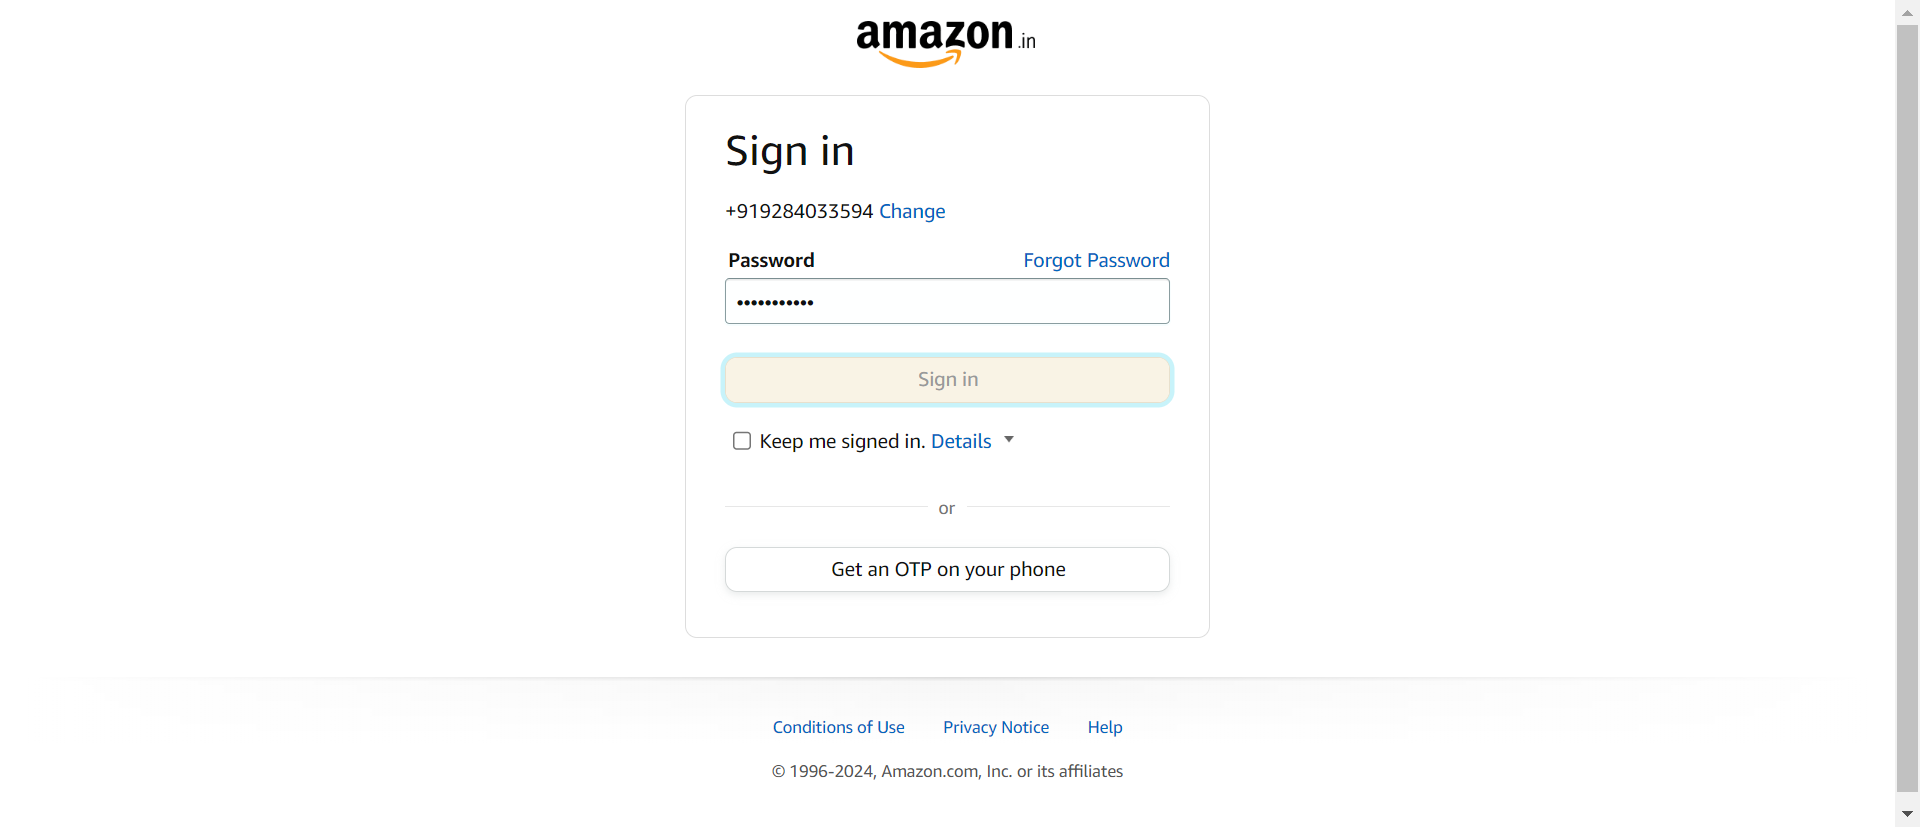 amazon.in
Sign in
+919284033594 Change
Password Forgot Password
•••••••••••
Sign in
Keep me signed in. Details
or
Get an OTP on your phone
Conditions of Use Privacy Notice Help
© 1996-2024, Amazon.com, Inc. or its affiliates